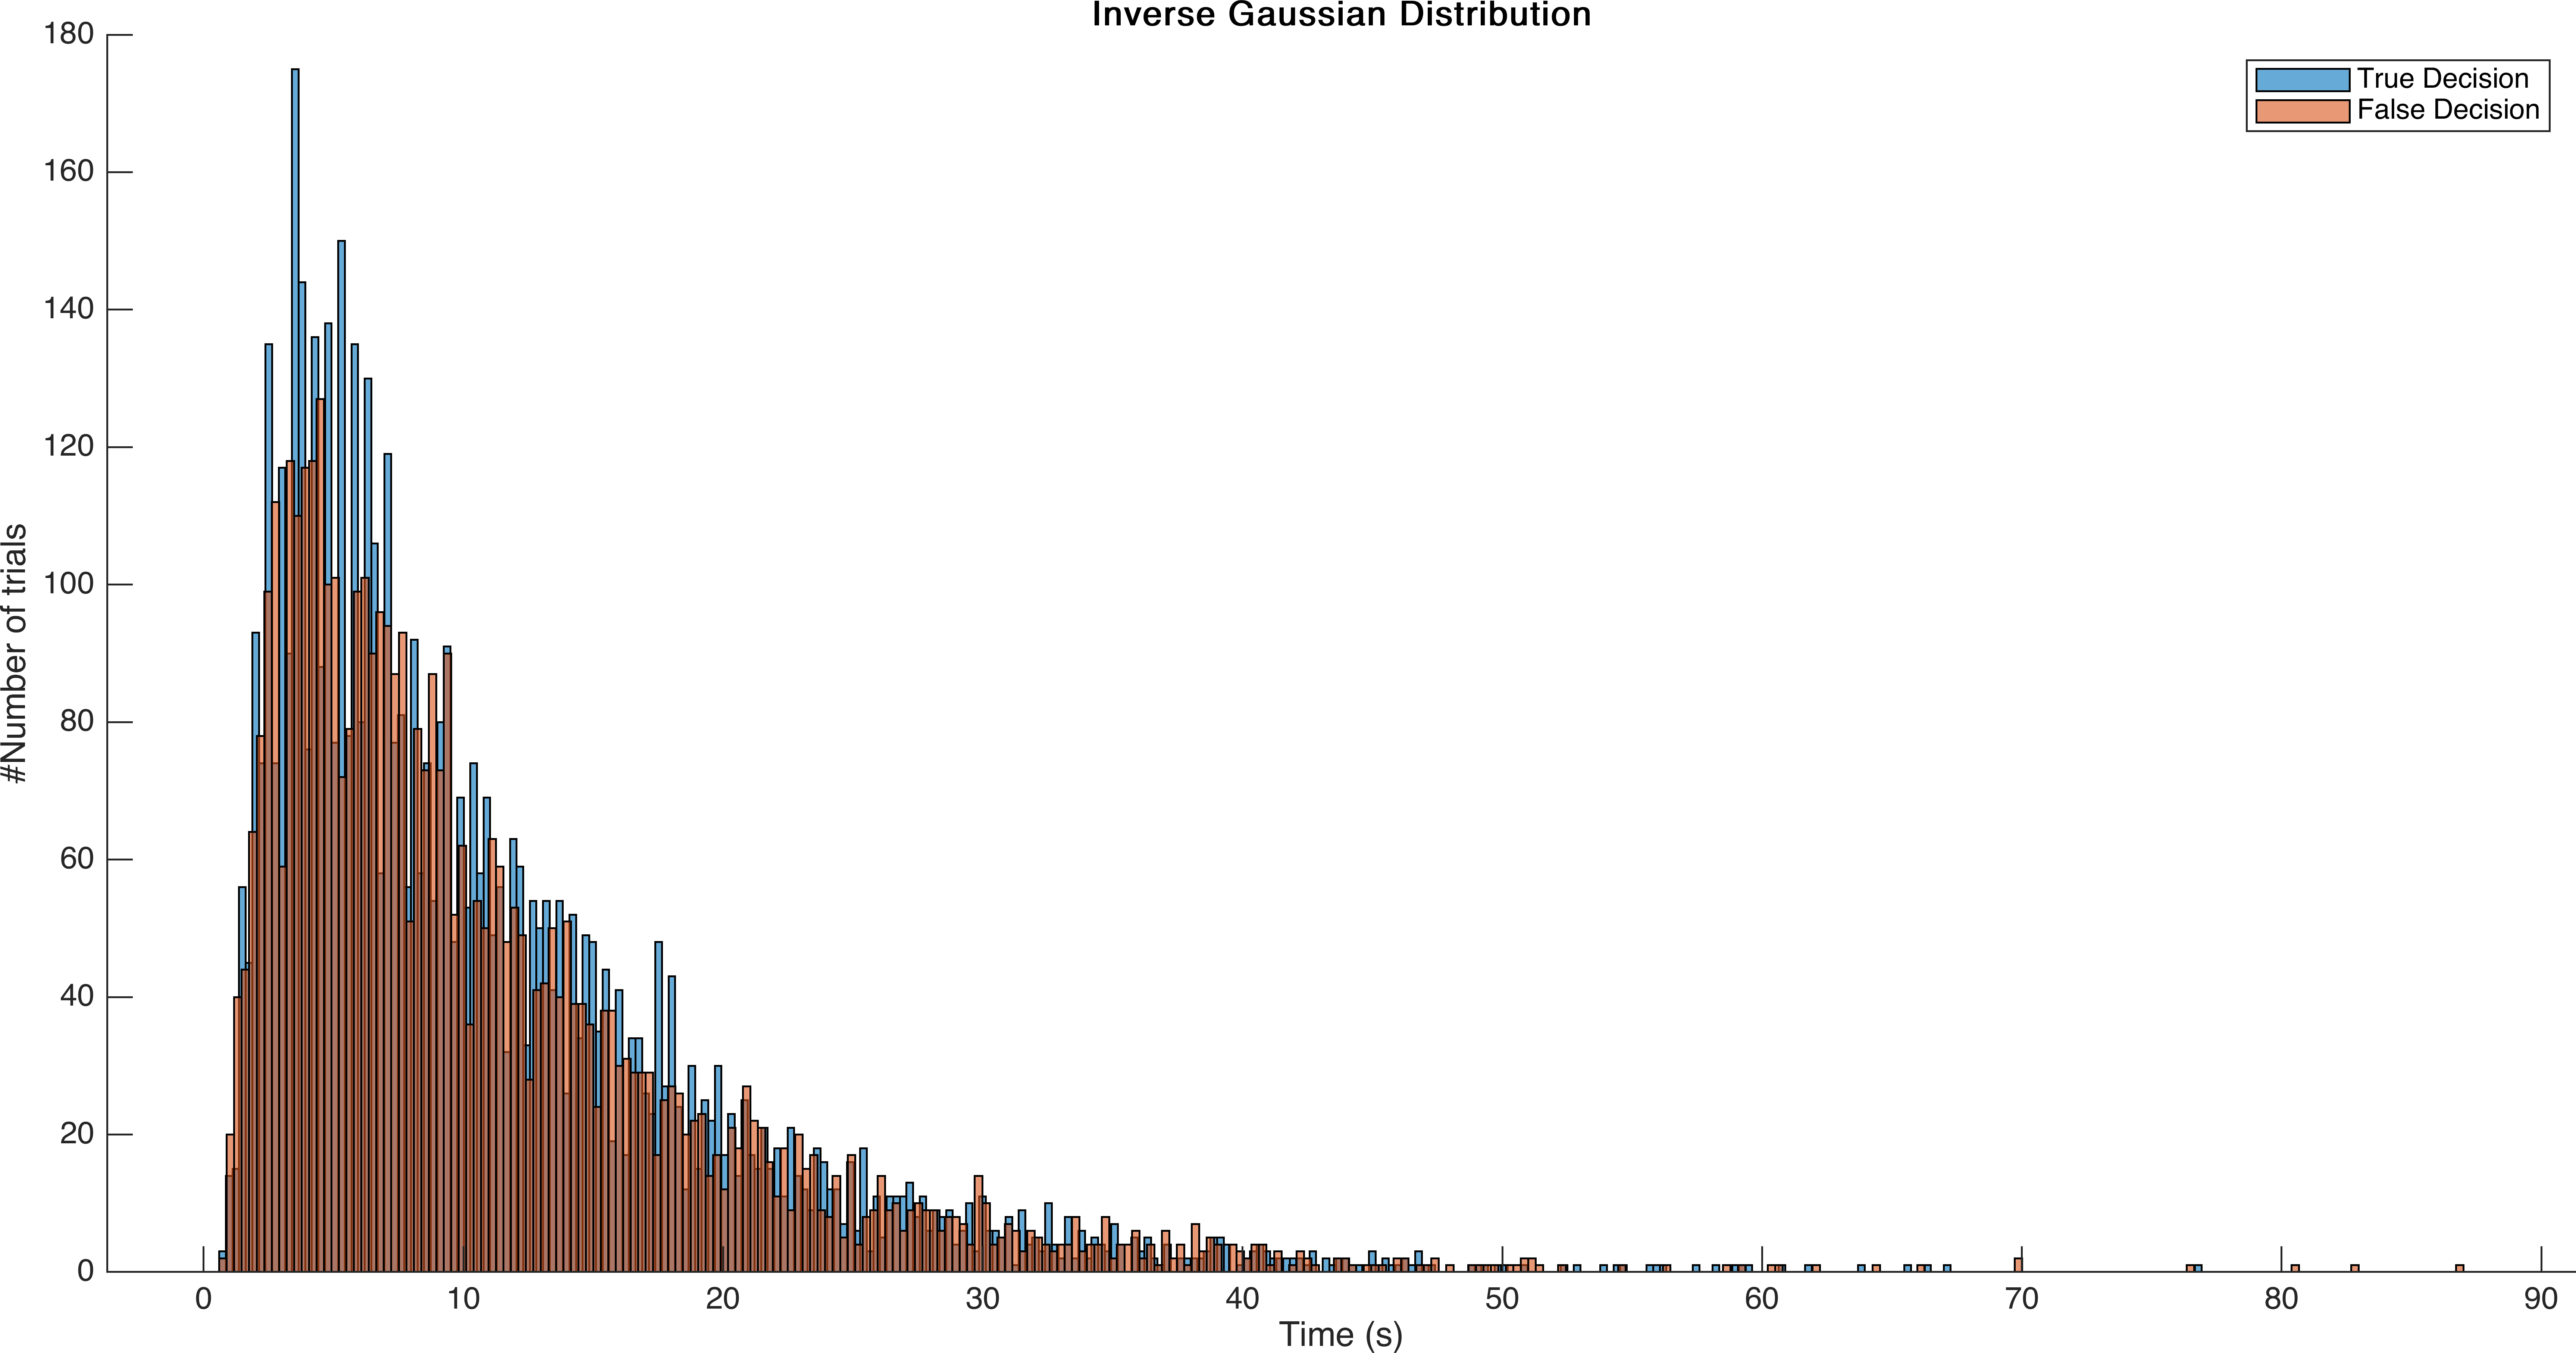 Inverse Gaussian Distribution
True Decision
False Decision
#Number of trials
180
160
140
120
100
80
60
40
20
0
0 10 20 30 40 50 60 70 80 90
Time (s)